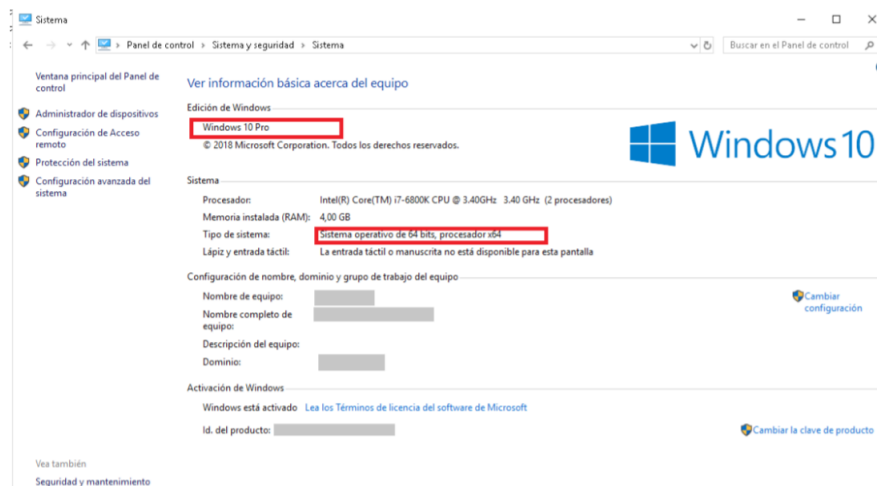 Sistema
Panel de control > Sistema y seguridad > Sistema
Buscar en el Panel de control
Ventana principal del Panel de
control
Administrador de dispositivos
Configuración de Acceso
remoto
Protección del sistema
Configuración avanzada del
sistema
Ver información básica acerca del equipo
Edición de Windows
Windows 10 Pro
© 2018 Microsoft Corporation. Todos los derechos reservados.
Windows 10
Sistema
Procesador: Intel(R) Core(TM) i7-6800K CPU @ 3.40GHz 3.40 GHz (2 procesadores)
Memoria instalada (RAM): 4,00 GB
Tipo de sistema: Sistema operativo de 64 bits, procesador x64
Lápiz y entrada táctil: La entrada táctil o manuscrita no está disponible para esta pantalla
Configuración de nombre, dominio y grupo de trabajo del equipo
Nombre de equipo:
Cambiar
configuración
Nombre completo de
equipo:
Descripción del equipo:
Dominio:
Activación de Windows
Windows está activado Lea los Términos de licencia del software de Microsoft
Id. del producto:
Cambiar la clave de producto
Vea también
Seguridad y mantenimiento